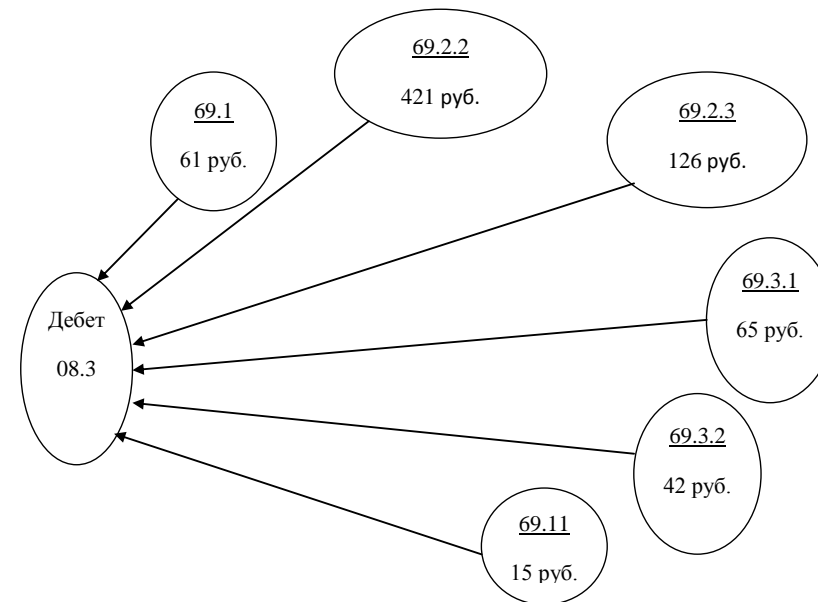 69.2.2
421 руб.
69.1
61 руб.
69.2.3
126 руб.
69.3.1
65 руб.
Дебет
08.3
69.3.2
42 руб.
69.11
15 руб.